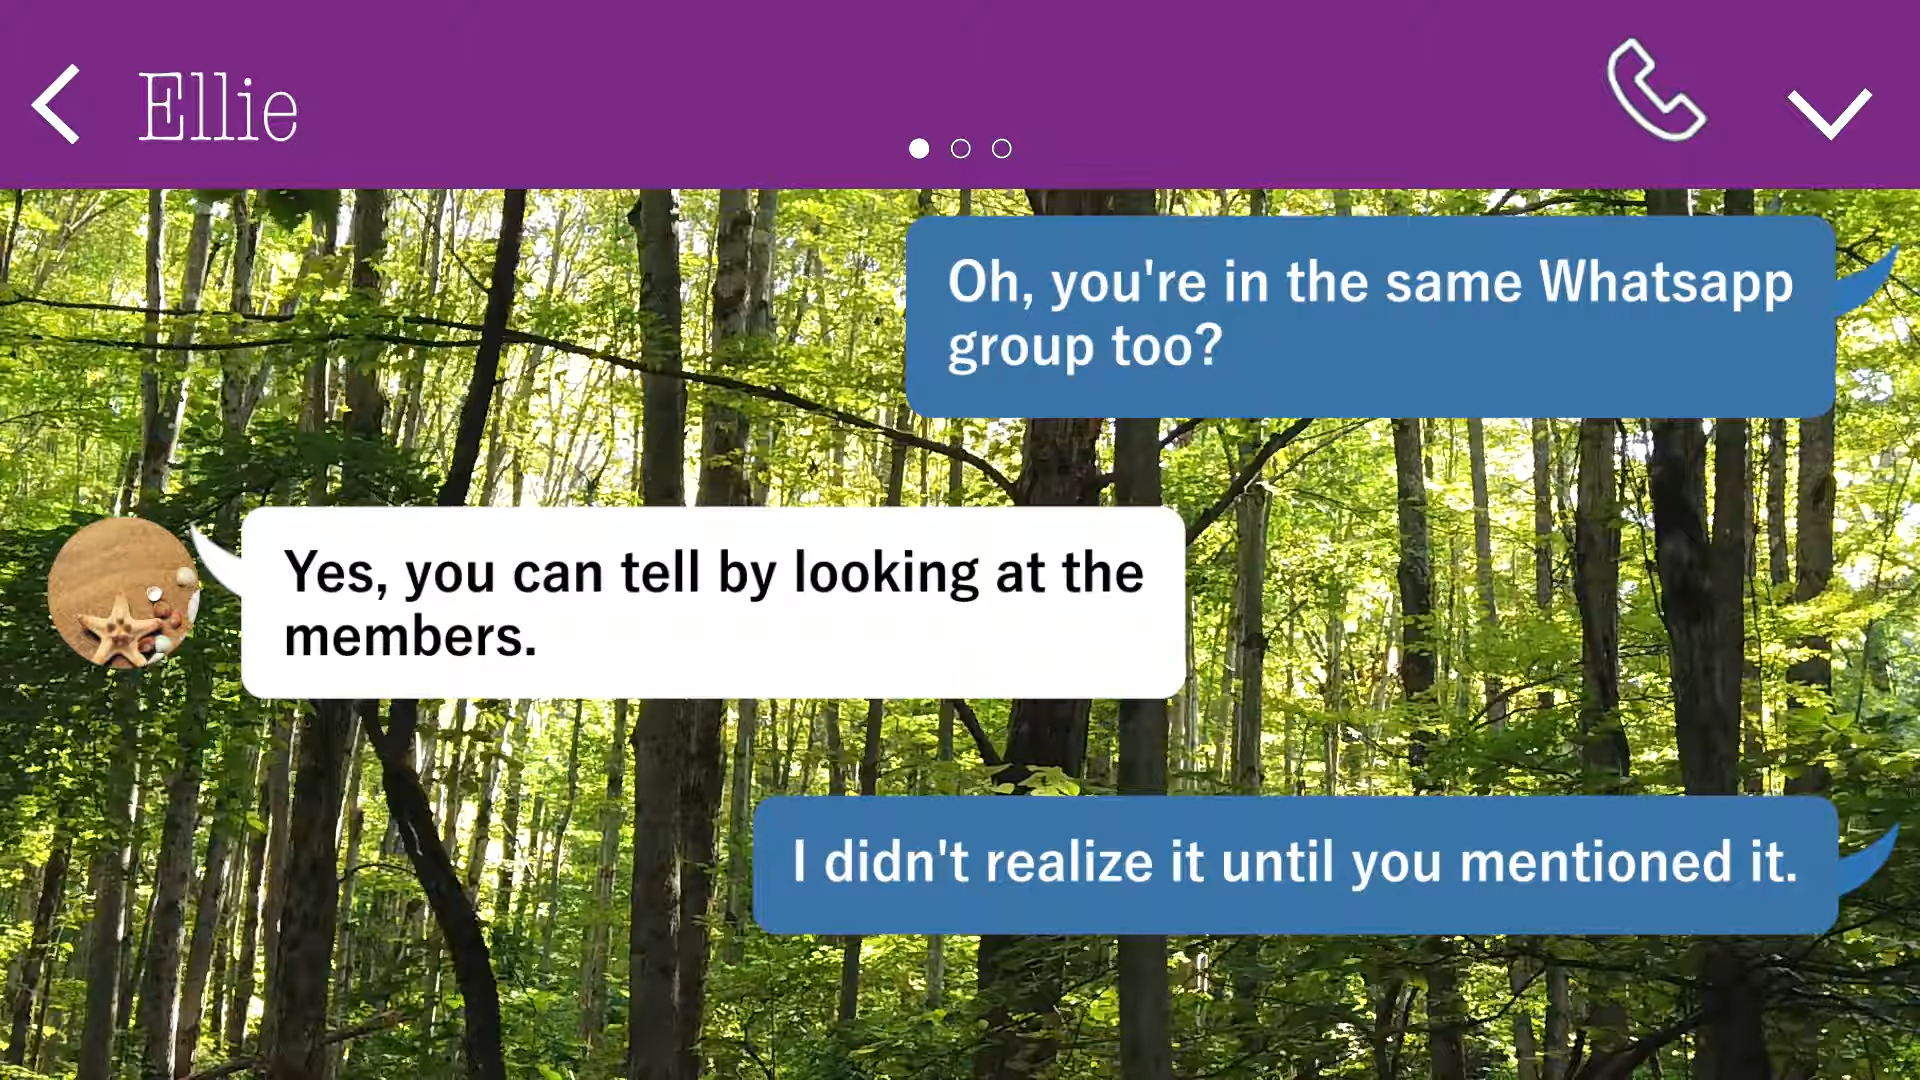 Ellie
Oh, you're in the same Whatsapp
group too?
Yes, you can tell by looking at the
members.
I didn't realize it until you mentioned it.